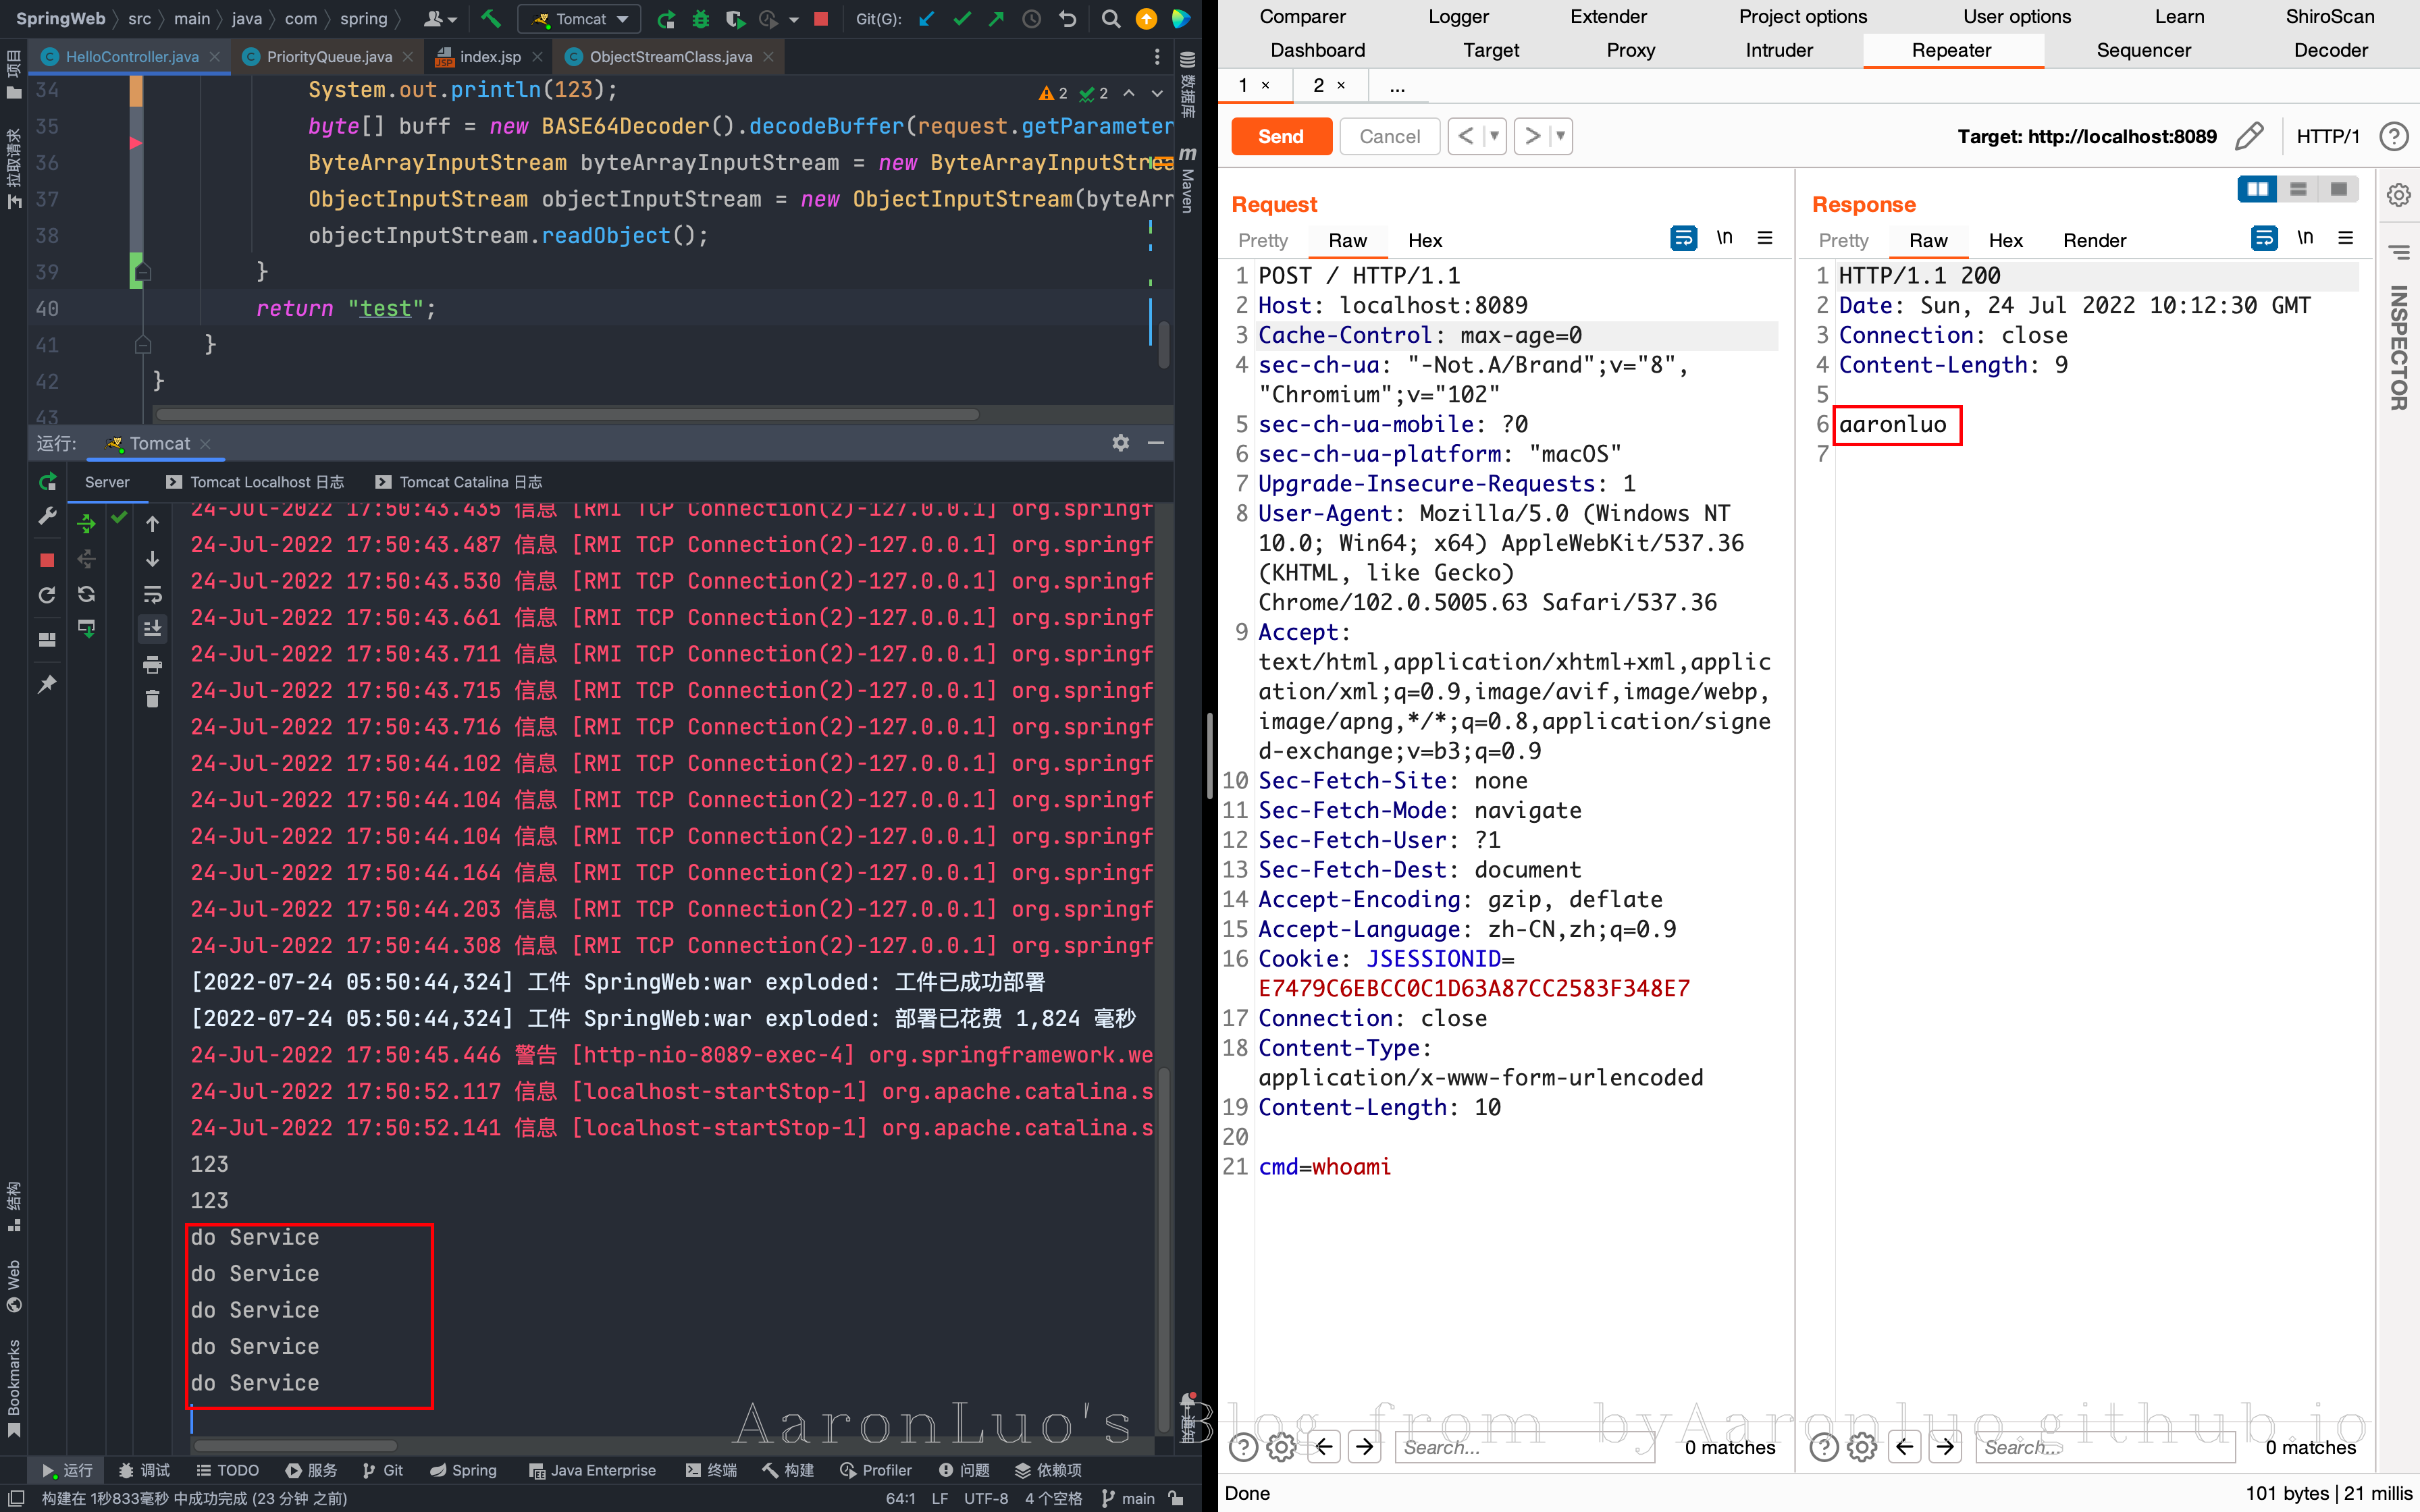 SpringWeb 〉 src 〉 main 〉 java 〉 com 〉 spring 〉
Tomcat
Git(G):
HelloController.java
PriorityQueue.java
index.jsp
ObjectStreamClass.java
项目
拉取请求
结构
Web
Bookmarks
数据库
Maven
通知
34 System.out.println(123);
2
2
35 byte[] buff = new BASE64Decoder().decodeBuffer(request.getParameter
36 ByteArrayInputStream byteArrayInputStream = new ByteArrayInputStrea
37 ObjectInputStream objectInputStream = new ObjectInputStream(byteArr
38 objectInputStream.readObject();
39 }
40 return "test";
41 }
42 }
43
运行: Tomcat
Server
Tomcat Localhost 日志
Tomcat Catalina 日志
24-Jul-2022 17:50:43.435 信息 [RMI TCP Connection(2)-127.0.0.1] org.springf
24-Jul-2022 17:50:43.487 信息 [RMI TCP Connection(2)-127.0.0.1] org.springf
24-Jul-2022 17:50:43.530 信息 [RMI TCP Connection(2)-127.0.0.1] org.springf
24-Jul-2022 17:50:43.661 信息 [RMI TCP Connection(2)-127.0.0.1] org.springf
24-Jul-2022 17:50:43.711 信息 [RMI TCP Connection(2)-127.0.0.1] org.springf
24-Jul-2022 17:50:43.715 信息 [RMI TCP Connection(2)-127.0.0.1] org.springf
24-Jul-2022 17:50:43.716 信息 [RMI TCP Connection(2)-127.0.0.1] org.springf
24-Jul-2022 17:50:44.102 信息 [RMI TCP Connection(2)-127.0.0.1] org.springf
24-Jul-2022 17:50:44.104 信息 [RMI TCP Connection(2)-127.0.0.1] org.springf
24-Jul-2022 17:50:44.104 信息 [RMI TCP Connection(2)-127.0.0.1] org.springf
24-Jul-2022 17:50:44.164 信息 [RMI TCP Connection(2)-127.0.0.1] org.springf
24-Jul-2022 17:50:44.203 信息 [RMI TCP Connection(2)-127.0.0.1] org.springf
24-Jul-2022 17:50:44.308 信息 [RMI TCP Connection(2)-127.0.0.1] org.springf
[2022-07-24 05:50:44,324] 工件 SpringWeb:war exploded: 工件已成功部署
[2022-07-24 05:50:44,324] 工件 SpringWeb:war exploded: 部署已花费 1,824 毫秒
24-Jul-2022 17:50:45.446 警告 [http-nio-8089-exec-4] org.springframework.we
24-Jul-2022 17:50:52.117 信息 [localhost-startStop-1] org.apache.catalina.s
24-Jul-2022 17:50:52.141 信息 [localhost-startStop-1] org.apache.catalina.s
123
123
do Service
do Service
do Service
do Service
do Service
运行 调试 TODO 服务 Git Spring Java Enterprise 终端 构建 Profiler 问题 依赖项
构建在 1秒833毫秒 中成功完成 (23 分钟 之前)
64:1 LF UTF-8 4 个空格 main
Comparer Logger Extender Project options User options Learn ShiroScan
Dashboard Target Proxy Intruder Repeater Sequencer Decoder
1 × 2 × ...
Send Cancel < >
Target: http://localhost:8089 HTTP/1
Request
Pretty Raw Hex \n
1 POST / HTTP/1.1
2 Host: localhost:8089
3 Cache-Control: max-age=0
4 sec-ch-ua: "-Not.A/Brand";v="8",
"Chromium";v="102"
5 sec-ch-ua-mobile: ?0
6 sec-ch-ua-platform: "macOS"
7 Upgrade-Insecure-Requests: 1
8 User-Agent: Mozilla/5.0 (Windows NT
10.0; Win64; x64) AppleWebKit/537.36
(KHTML, like Gecko)
Chrome/102.0.5005.63 Safari/537.36
9 Accept:
text/html,application/xhtml+xml,applic
ation/xml;q=0.9,image/avif,image/webp,
image/apng,*/*;q=0.8,application/signe
d-exchange;v=b3;q=0.9
10 Sec-Fetch-Site: none
11 Sec-Fetch-Mode: navigate
12 Sec-Fetch-User: ?1
13 Sec-Fetch-Dest: document
14 Accept-Encoding: gzip, deflate
15 Accept-Language: zh-CN,zh;q=0.9
16 Cookie: JSESSIONID=
E7479C6EBCC0C1D63A87CC2583F348E7
17 Connection: close
18 Content-Type:
application/x-www-form-urlencoded
19 Content-Length: 10
20
21 cmd=whoami
Search...
0 matches
Response
Pretty Raw Hex Render \n
1 HTTP/1.1 200
2 Date: Sun, 24 Jul 2022 10:12:30 GMT
3 Connection: close
4 Content-Length: 9
5
6 aaronluo
7
Search...
0 matches
INSPECTOR
Done
101 bytes | 21 millis
AaronLuo's Blog from byAaronluo.github.io